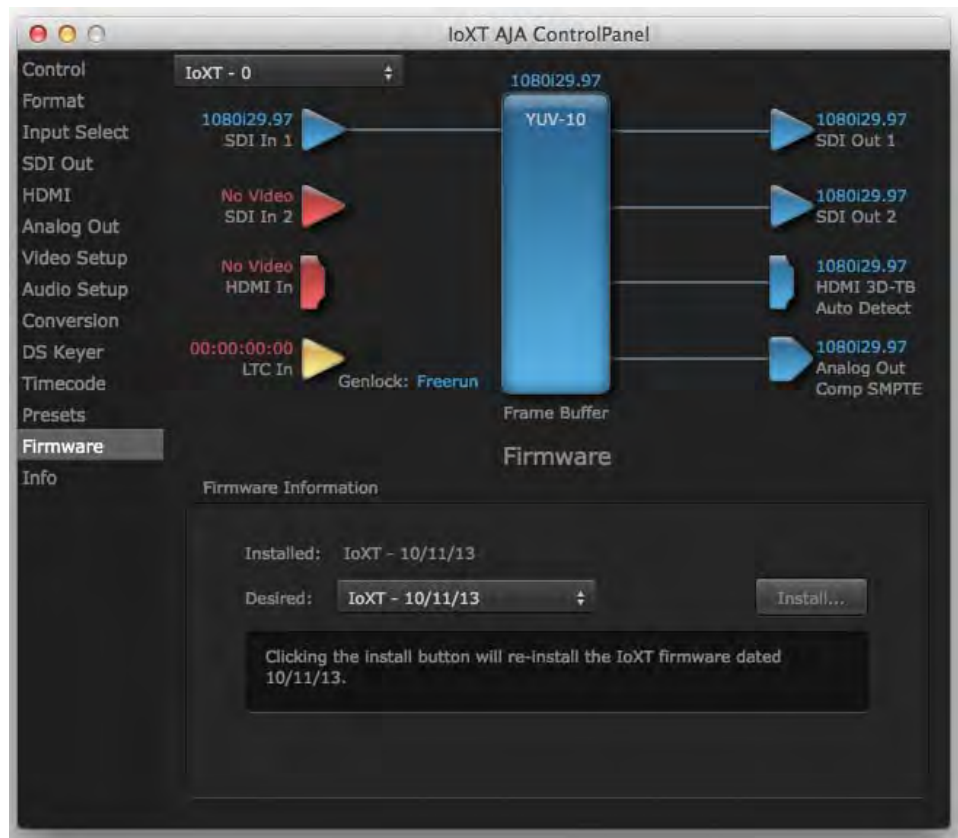 IoXT AJA ControlPanel
Control
Format
Input Select
SDI Out
HDMI
Analog Out
Video Setup
Audio Setup
Conversion
DS Keyer
Timecode
Presets
Firmware
Info
IoXT - 0
1080i29.97
SDI In 1
No Video
SDI In 2
No Video
HDMI In
00:00:00:00
LTC In
Genlock: Freerun
1080i29.97
YUV-10
Frame Buffer
1080i29.97
SDI Out 1
1080i29.97
SDI Out 2
1080i29.97
HDMI 3D-TB
Auto Detect
1080i29.97
Analog Out
Comp SMPTE
Firmware
Firmware Information
Installed: IoXT - 10/11/13
Desired: IoXT - 10/11/13
Install...
Clicking the install button will re-install the IoXT firmware dated
10/11/13.